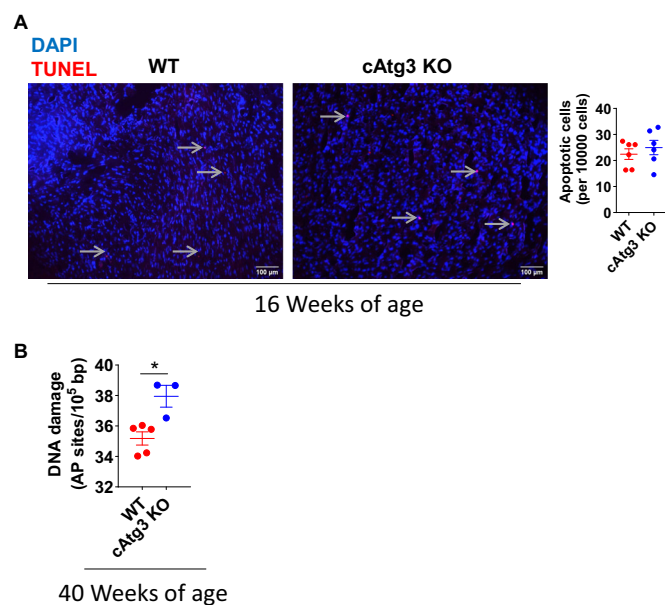 A
DAPI
TUNEL
WT
cAtg3 KO
100 µm
100 µm
16 Weeks of age
Apoptotic cells
(per 10000 cells)
40
30
20
10
0
WT
cAtg3 KO
B
*
DNA damage
(AP sites/10⁵ bp)
40
38
36
34
32
WT
cAtg3 KO
40 Weeks of age